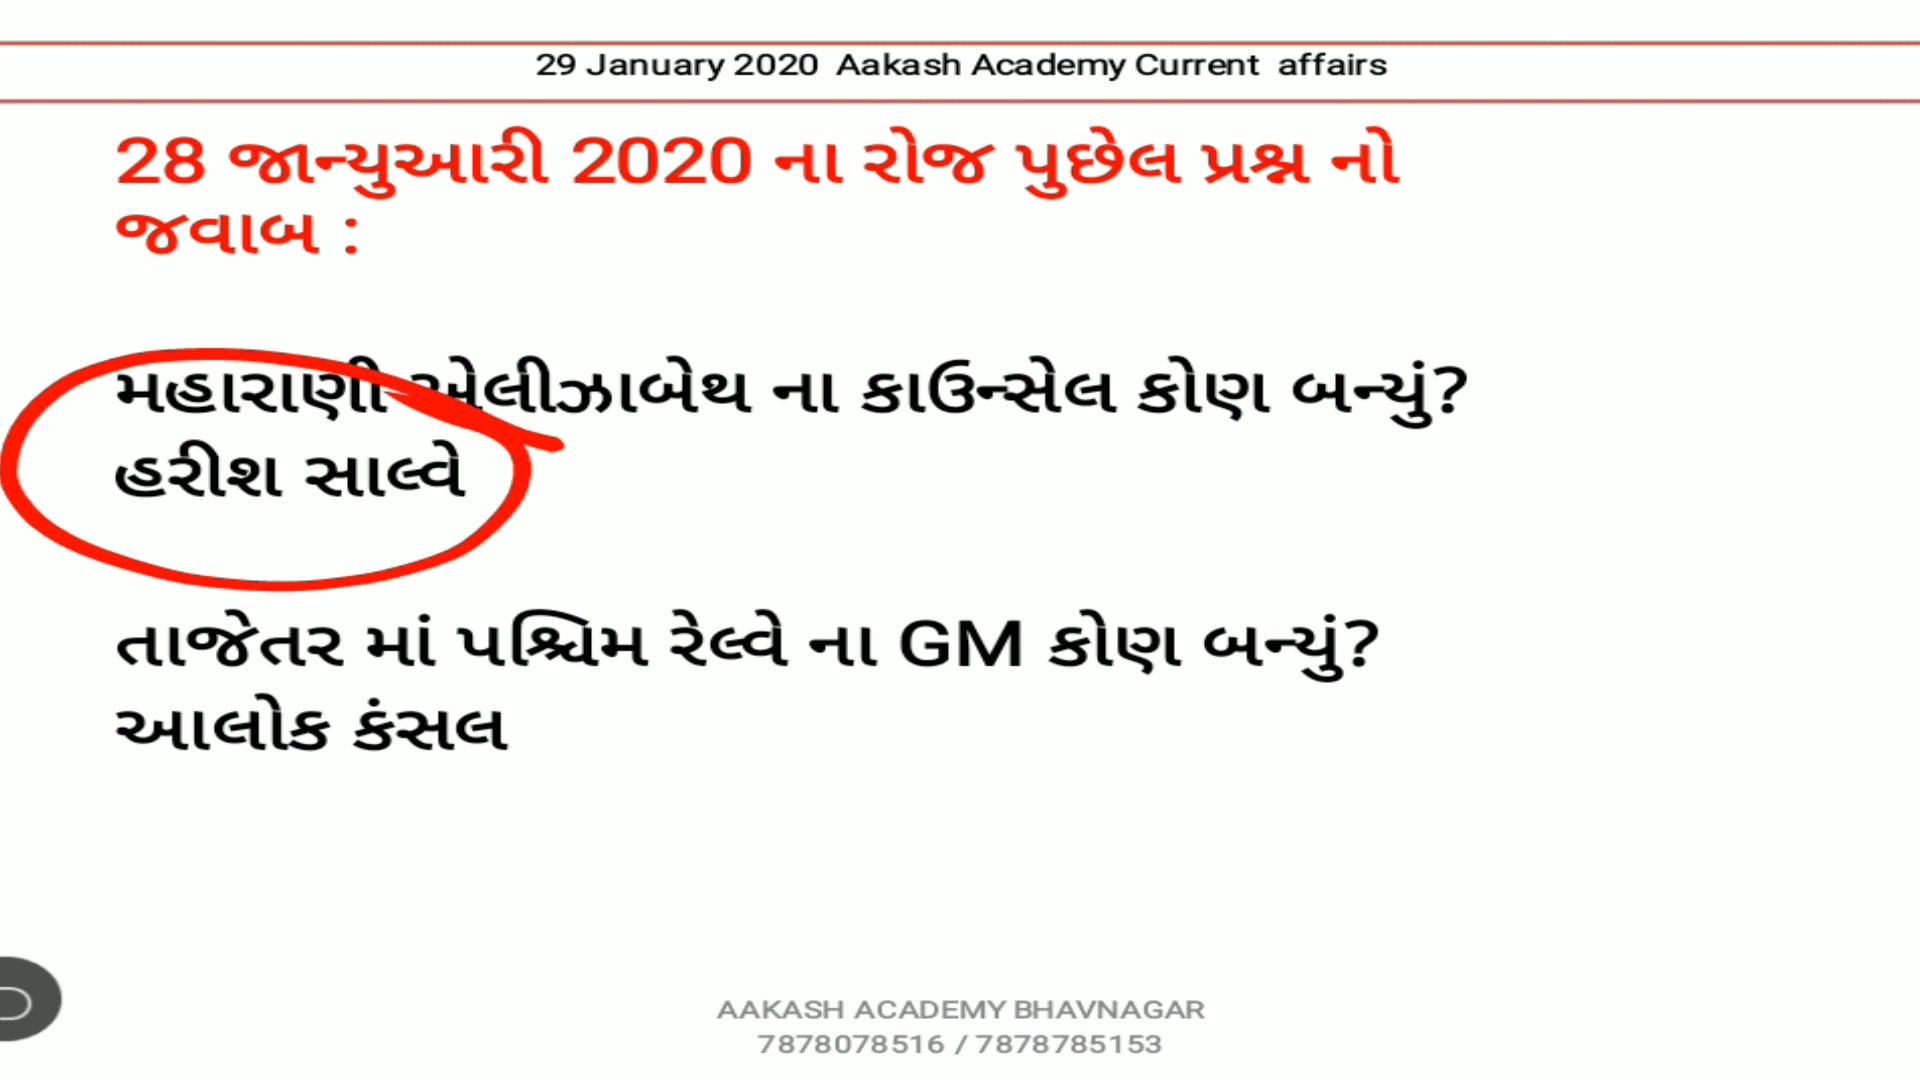 29 January 2020 Aakash Academy Current affairs
28 જાન્યુઆરી 2020 ના રોજ પુછેલ પ્રશ્ન નો
જવાબ :
મહારાણી એલીઝાબેથ ના કાઉન્સેલ કોણ બન્યું?
હરીશ સાલ્વે
તાજેતર માં પશ્ચિમ રેલ્વે ના GM કોણ બન્યું?
આલોક કંસલ
AAKASH ACADEMY BHAVNAGAR
7878078516 / 7878785153